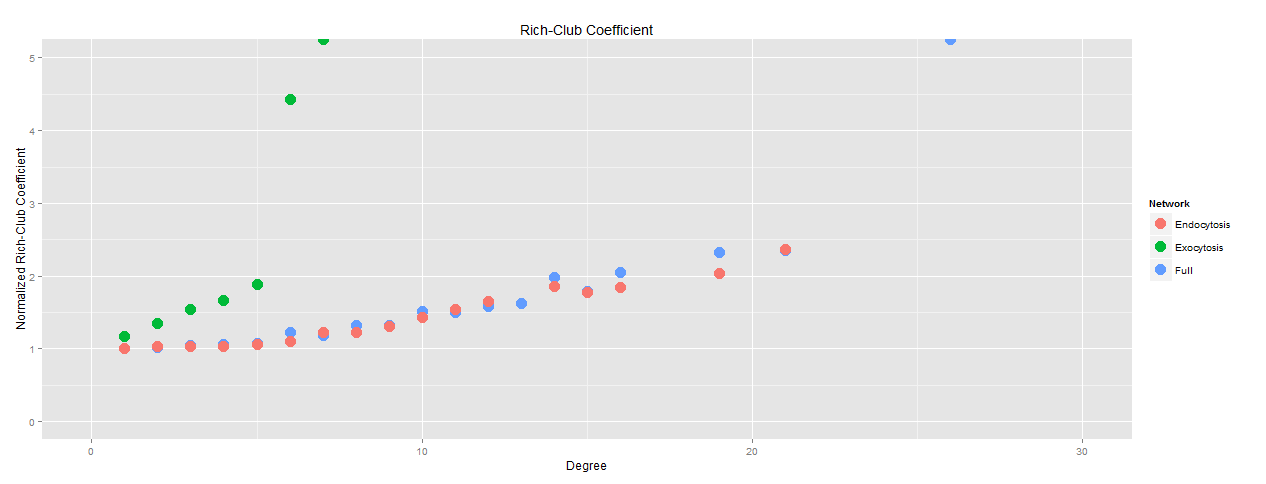 Rich-Club Coefficient
Normalized Rich-Club Coefficient
5
4
3
2
1
0
0 10 20 30
Degree
Network
Endocytosis
Exocytosis
Full